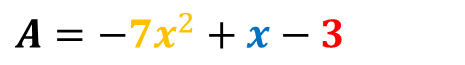 A = −7x² + x − 3